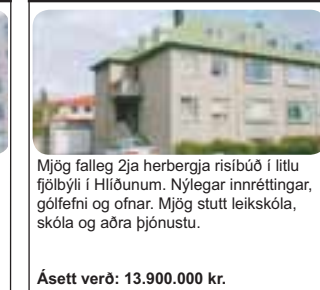 Mjög falleg 2ja herbergja risíbúð í litlu
fjölbýli í Hlíðunum. Nýlegar innréttingar,
gólfefni og ofnar. Mjög stutt leikskóla,
skóla og aðra þjónustu.
Ásett verð: 13.900.000 kr.